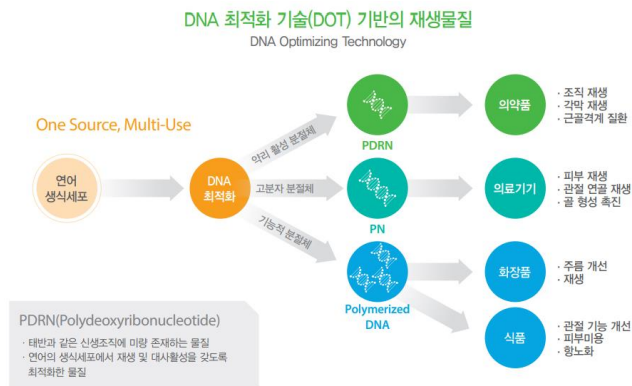 DNA 최적화 기술(DOT) 기반의 재생물질
DNA Optimizing Technology
One Source, Multi-Use
연어
생식세포
DNA
최적화
약리 활성 분절체
고분자 분절체
기능적 분절체
PDRN
PN
Polymerized
DNA
의약품
· 조직 재생
· 각막 재생
· 근골격계 질환
의료기기
· 피부 재생
· 관절 연골 재생
· 골 형성 촉진
화장품
· 주름 개선
· 재생
식품
· 관절 기능 개선
· 피부미용
· 항노화
PDRN(Polydeoxyribonucleotide)
· 태반과 같은 신생조직에 미량 존재하는 물질
· 연어의 생식세포에서 재생 및 대사활성을 갖도록
최적화한 물질